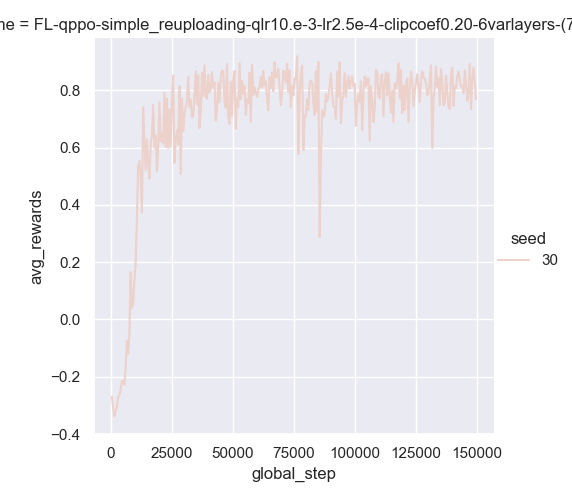 me = FL-qppo-simple_reuploading-qlr10.e-3-lr2.5e-4-clipcoef0.20-6varlayers-(7
0.8
0.6
0.4
0.2
0.0
−0.2
−0.4
avg_rewards
0 25000 50000 75000 100000 125000 150000
global_step
seed
30